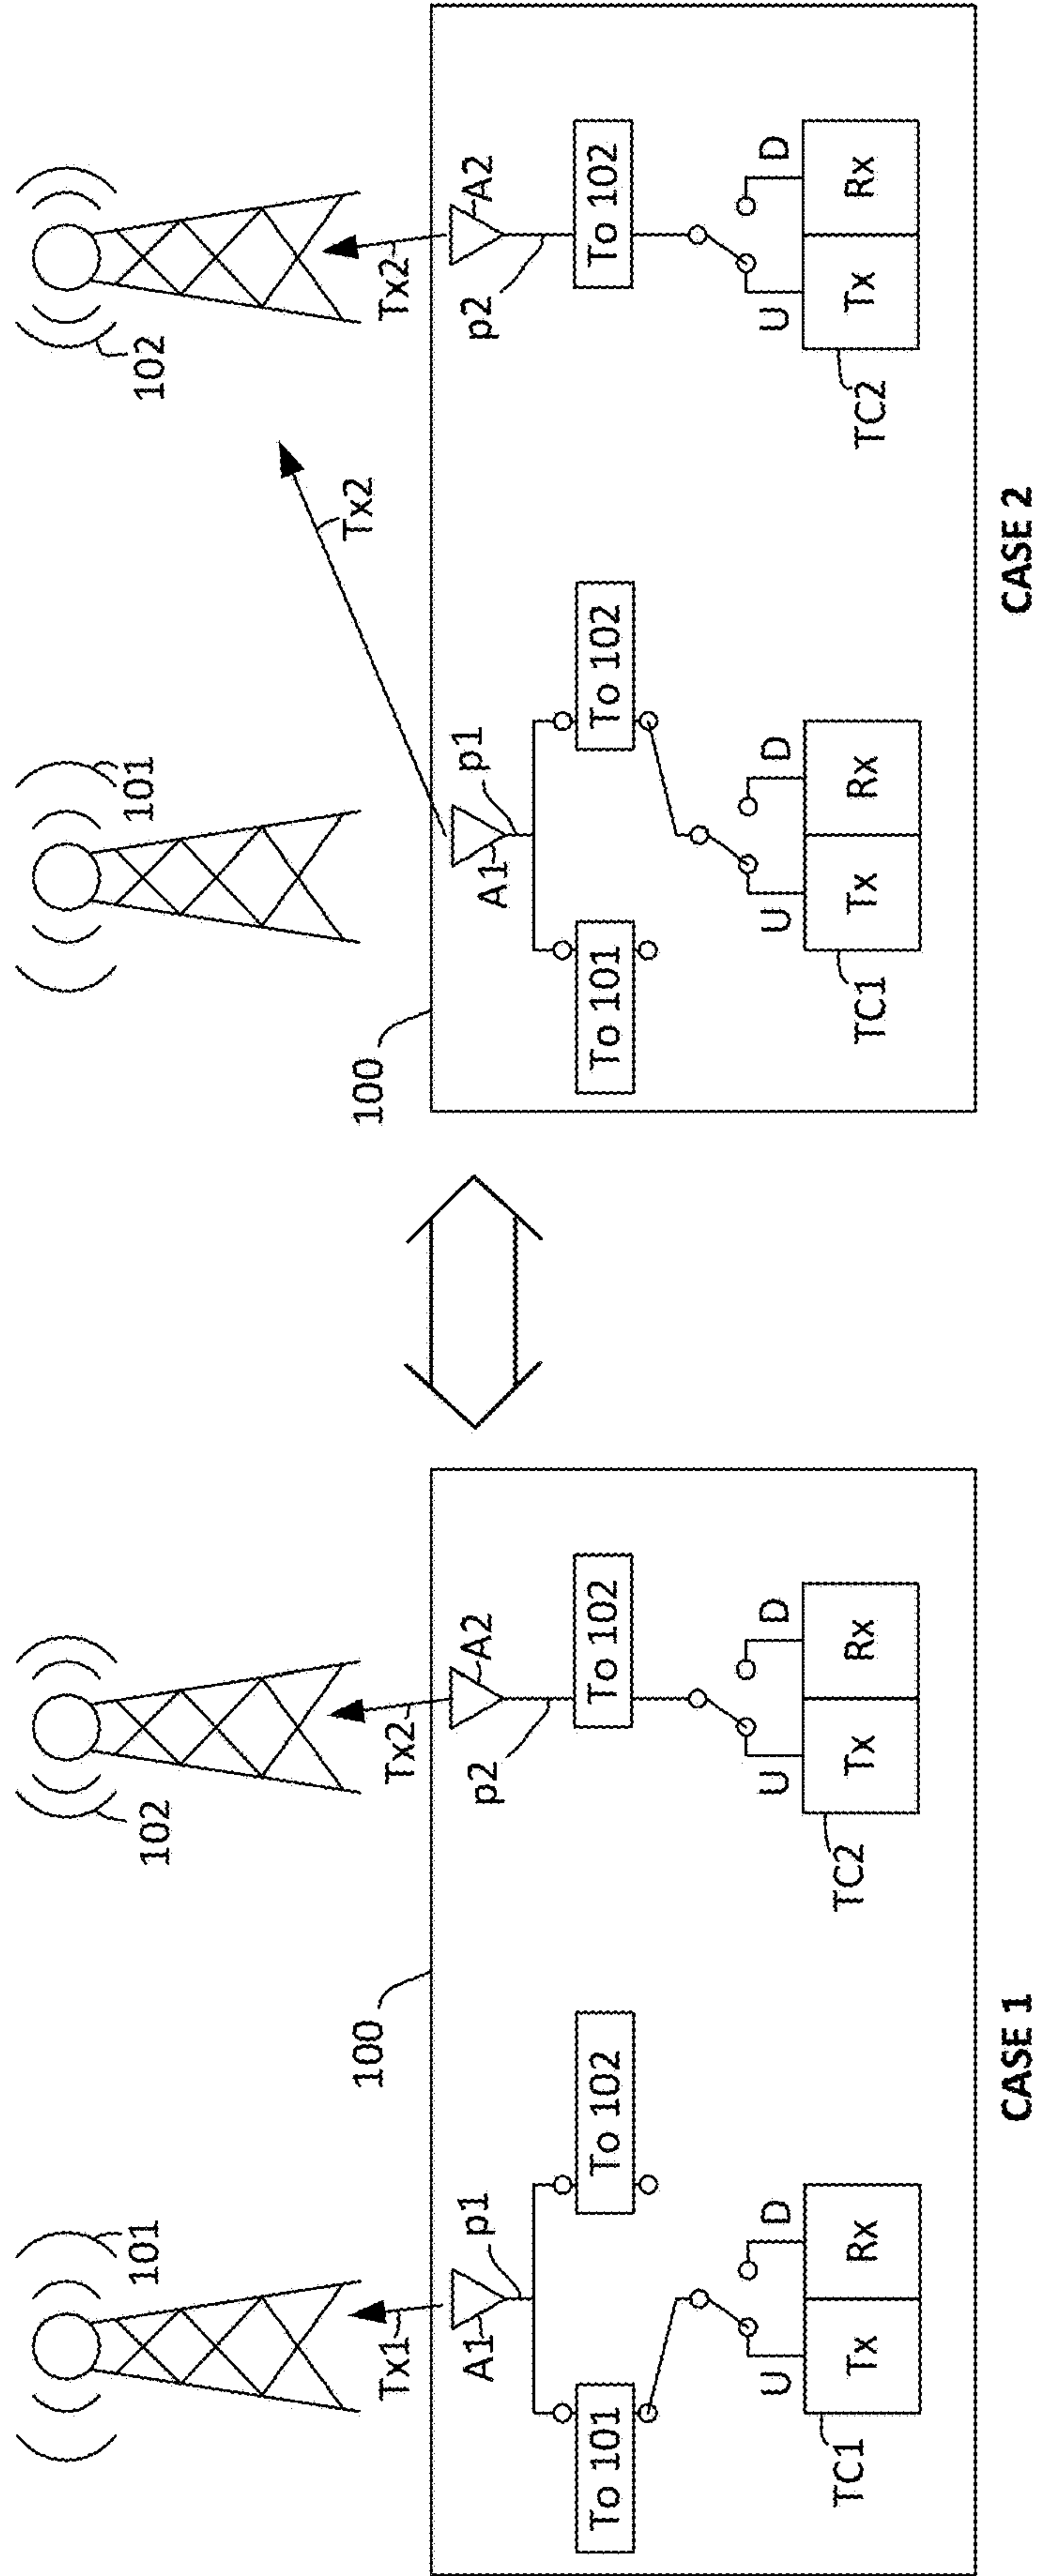 101
102
Tx1
Tx2
100
A1
p1
p2
A2
To 101
To 102
To 102
U
D
U
D
Tx
Rx
Tx
Rx
TC1
TC2
CASE 1
101
102
Tx2
Tx2
100
A1
p1
p2
A2
To 101
To 102
To 102
U
D
U
D
Tx
Rx
Tx
Rx
TC1
TC2
CASE 2